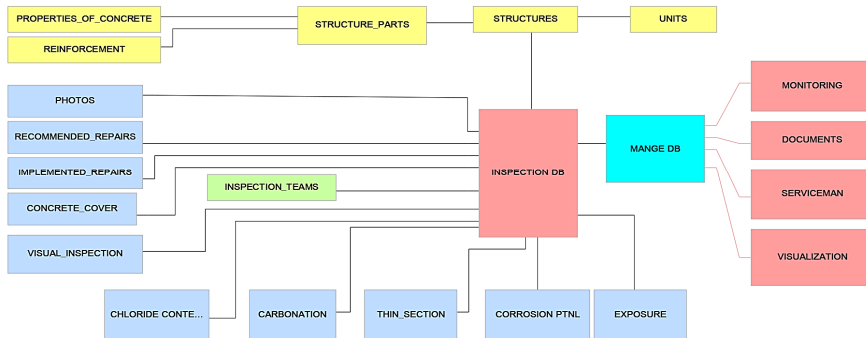 PROPERTIES_OF_CONCRETE
STRUCTURE_PARTS
STRUCTURES
UNITS
REINFORCEMENT
PHOTOS
MONITORING
RECOMMENDED_REPAIRS
DOCUMENTS
MANGE DB
IMPLEMENTED_REPAIRS
INSPECTION DB
INSPECTION_TEAMS
SERVICEMAN
CONCRETE_COVER
VISUAL_INSPECTION
VISUALIZATION
CHLORIDE CONTE...
CARBONATION
THIN_SECTION
CORROSION PTNL
EXPOSURE